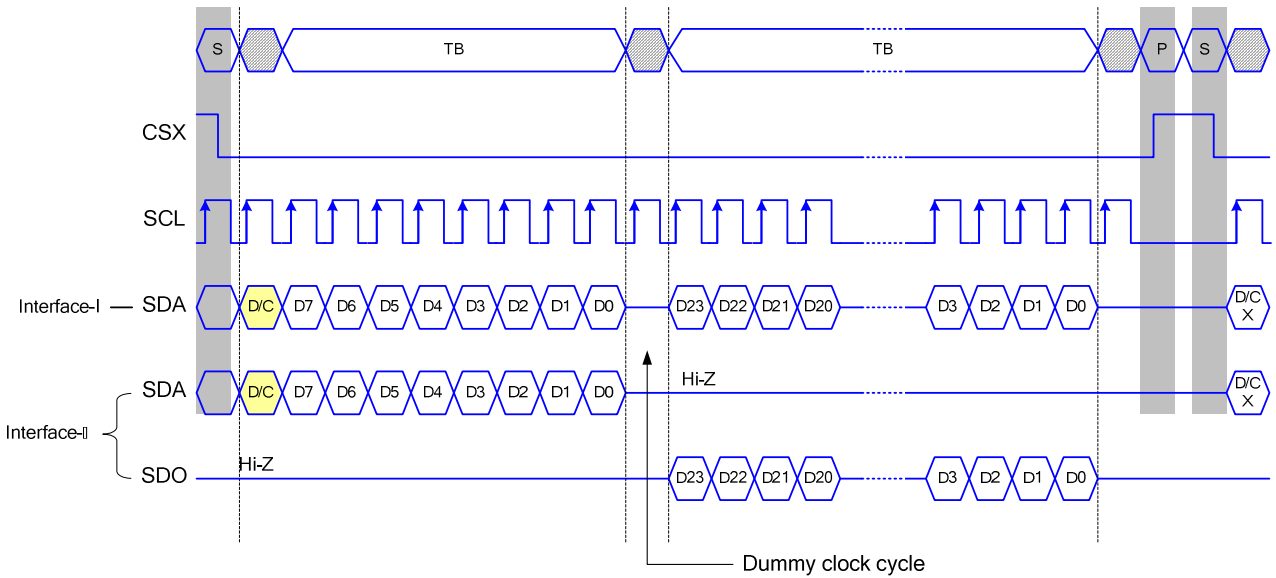 S TB TB P S
CSX
SCL
Interface-I SDA D/C D7 D6 D5 D4 D3 D2 D1 D0 D23 D22 D21 D20 D3 D2 D1 D0 D/C X
SDA D/C D7 D6 D5 D4 D3 D2 D1 D0 Hi-Z D/C X
Interface-▯
SDO Hi-Z D23 D22 D21 D20 D3 D2 D1 D0
Dummy clock cycle